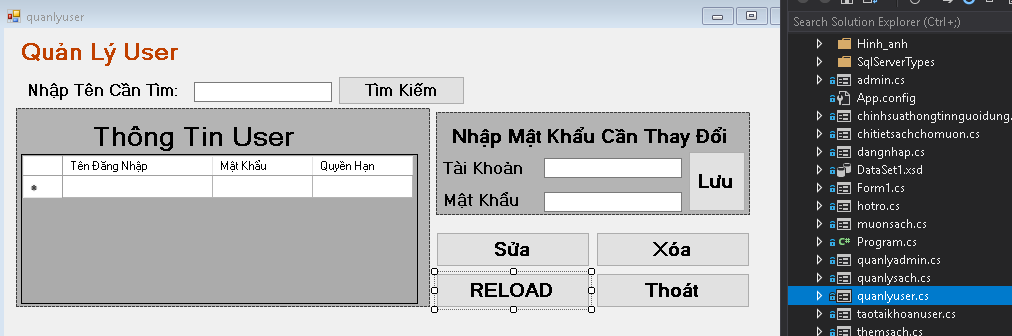 quanlyuser
Quản Lý User
Nhập Tên Cần Tìm:
Tìm Kiếm
Thông Tin User
Tên Đăng Nhập
Mật Khẩu
Quyền Hạn
Nhập Mật Khẩu Cần Thay Đổi
Tài Khoản
Mật Khẩu
Lưu
Sửa
Xóa
RELOAD
Thoát
Search Solution Explorer (Ctrl+;)
Hinh_anh
SqlServerTypes
admin.cs
App.config
chinhsuathongtinnguoidung.
chitietsachchomuon.cs
dangnhap.cs
DataSet1.xsd
Form1.cs
hotro.cs
muonsach.cs
C# Program.cs
quanlyadmin.cs
quanlysach.cs
quanlyuser.cs
taotaikhoanuser.cs
themsach.cs